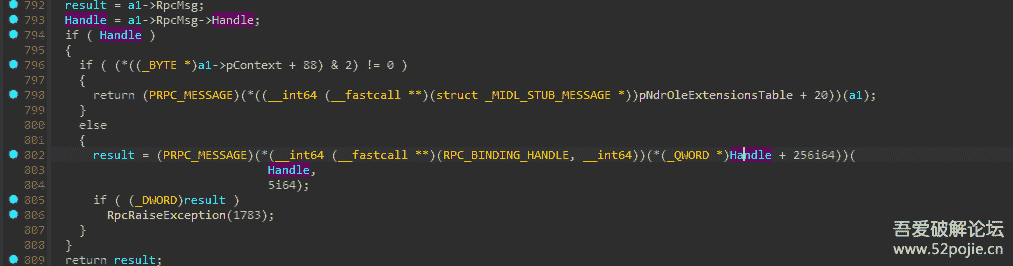 792 result = a1->RpcMsg;
793 Handle = a1->RpcMsg->Handle;
794 if ( Handle )
795 {
796 if ( (*((_BYTE *)a1->pContext + 88) & 2) != 0 )
797 {
798 return (PRPC_MESSAGE)(*((__int64 (__fastcall **)(struct _MIDL_STUB_MESSAGE *))pNdrOleExtensionsTable + 20))(a1);
799 }
800 else
801 {
802 result = (PRPC_MESSAGE)(*(__int64 (__fastcall **)(RPC_BINDING_HANDLE, __int64))(*(_QWORD *)Handle + 256i64))(
803 Handle,
804 5i64);
805 if ( (_DWORD)result )
806 RpcRaiseException(1783);
807 }
808 }
809 return result;
吾爱破解论坛
www.52pojie.cn